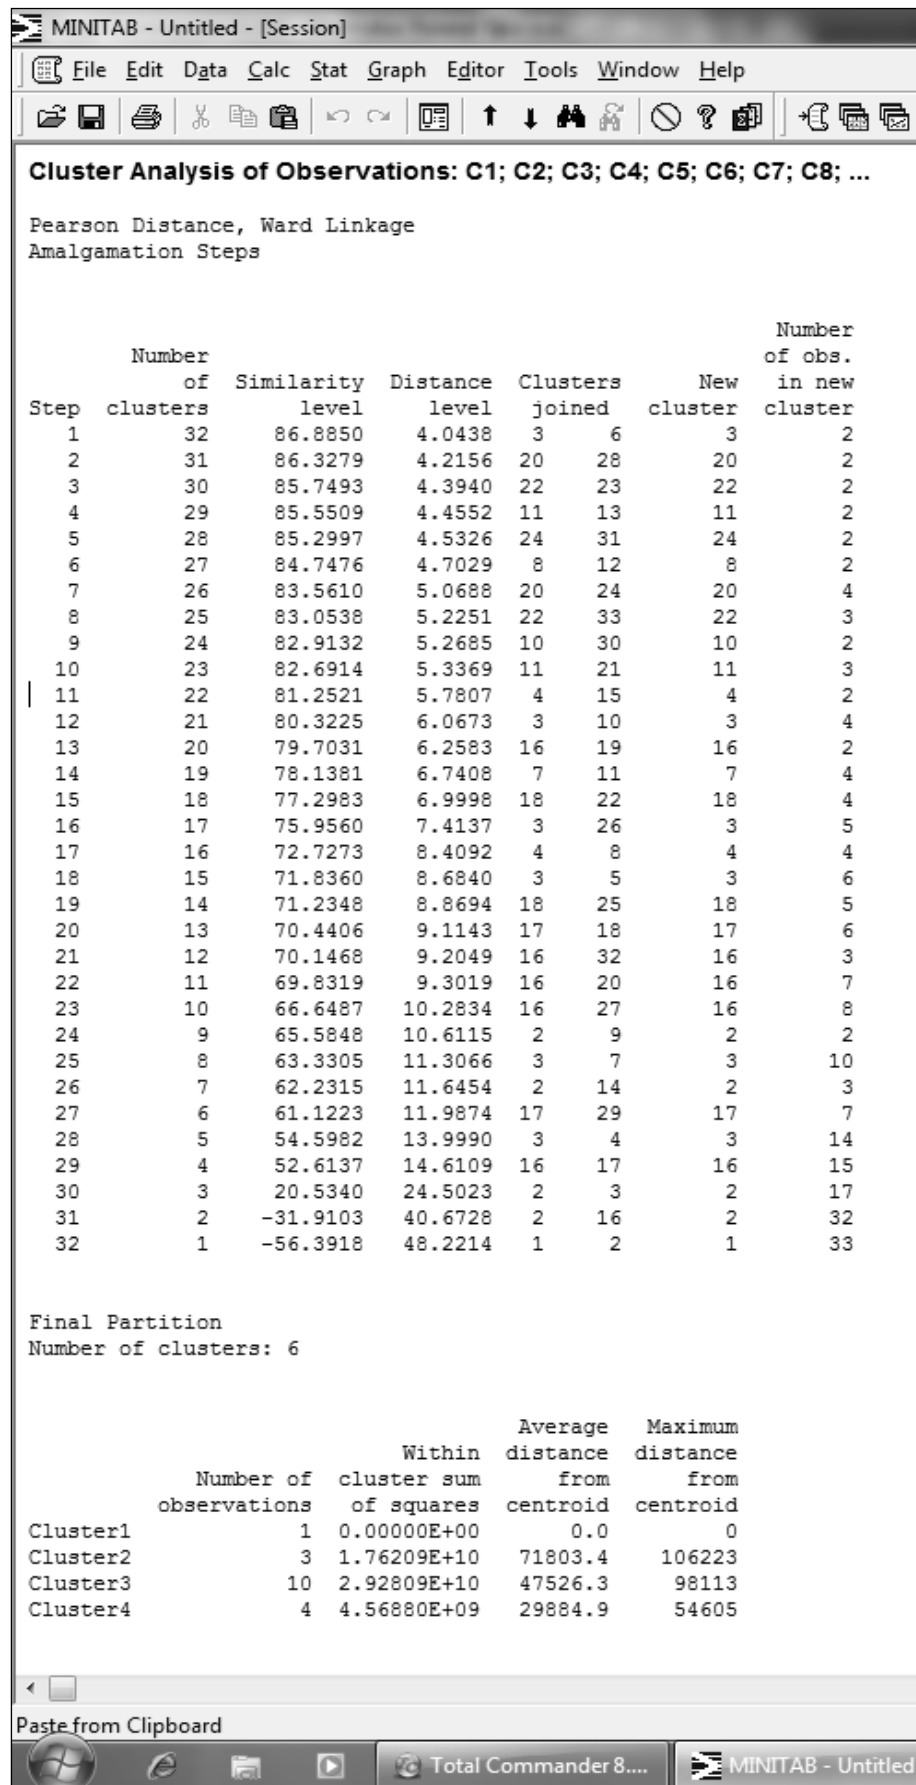 MINITAB - Untitled - [Session]
File Edit Data Calc Stat Graph Editor Tools Window Help
Cluster Analysis of Observations: C1; C2; C3; C4; C5; C6; C7; C8; ...
Pearson Distance, Ward Linkage
Amalgamation Steps
Number
Number of obs.
of Similarity Distance Clusters New in new
Step clusters level level joined cluster cluster
1 32 86.8850 4.0438 3 6 3 2
2 31 86.3279 4.2156 20 28 20 2
3 30 85.7493 4.3940 22 23 22 2
4 29 85.5509 4.4552 11 13 11 2
5 28 85.2997 4.5326 24 31 24 2
6 27 84.7476 4.7029 8 12 8 2
7 26 83.5610 5.0688 20 24 20 4
8 25 83.0538 5.2251 22 33 22 3
9 24 82.9132 5.2685 10 30 10 2
10 23 82.6914 5.3369 11 21 11 3
11 22 81.2521 5.7807 4 15 4 2
12 21 80.3225 6.0673 3 10 3 4
13 20 79.7031 6.2583 16 19 16 2
14 19 78.1381 6.7408 7 11 7 4
15 18 77.2983 6.9998 18 22 18 4
16 17 75.9560 7.4137 3 26 3 5
17 16 72.7273 8.4092 4 8 4 4
18 15 71.8360 8.6840 3 5 3 6
19 14 71.2348 8.8694 18 25 18 5
20 13 70.4406 9.1143 17 18 17 6
21 12 70.1468 9.2049 16 32 16 3
22 11 69.8319 9.3019 16 20 16 7
23 10 66.6487 10.2834 16 27 16 8
24 9 65.5848 10.6115 2 9 2 2
25 8 63.3305 11.3066 3 7 3 10
26 7 62.2315 11.6454 2 14 2 3
27 6 61.1223 11.9874 17 29 17 7
28 5 54.5982 13.9990 3 4 3 14
29 4 52.6137 14.6109 16 17 16 15
30 3 20.5340 24.5023 2 3 2 17
31 2 -31.9103 40.6728 2 16 2 32
32 1 -56.3918 48.2214 1 2 1 33
Final Partition
Number of clusters: 6
Average Maximum
Within distance distance
Number of cluster sum from from
observations of squares centroid centroid
Cluster1 1 0.00000E+00 0.0 0
Cluster2 3 1.76209E+10 71803.4 106223
Cluster3 10 2.92809E+10 47526.3 98113
Cluster4 4 4.56880E+09 29884.9 54605
Paste from Clipboard
Total Commander 8.... MINITAB - Untitled